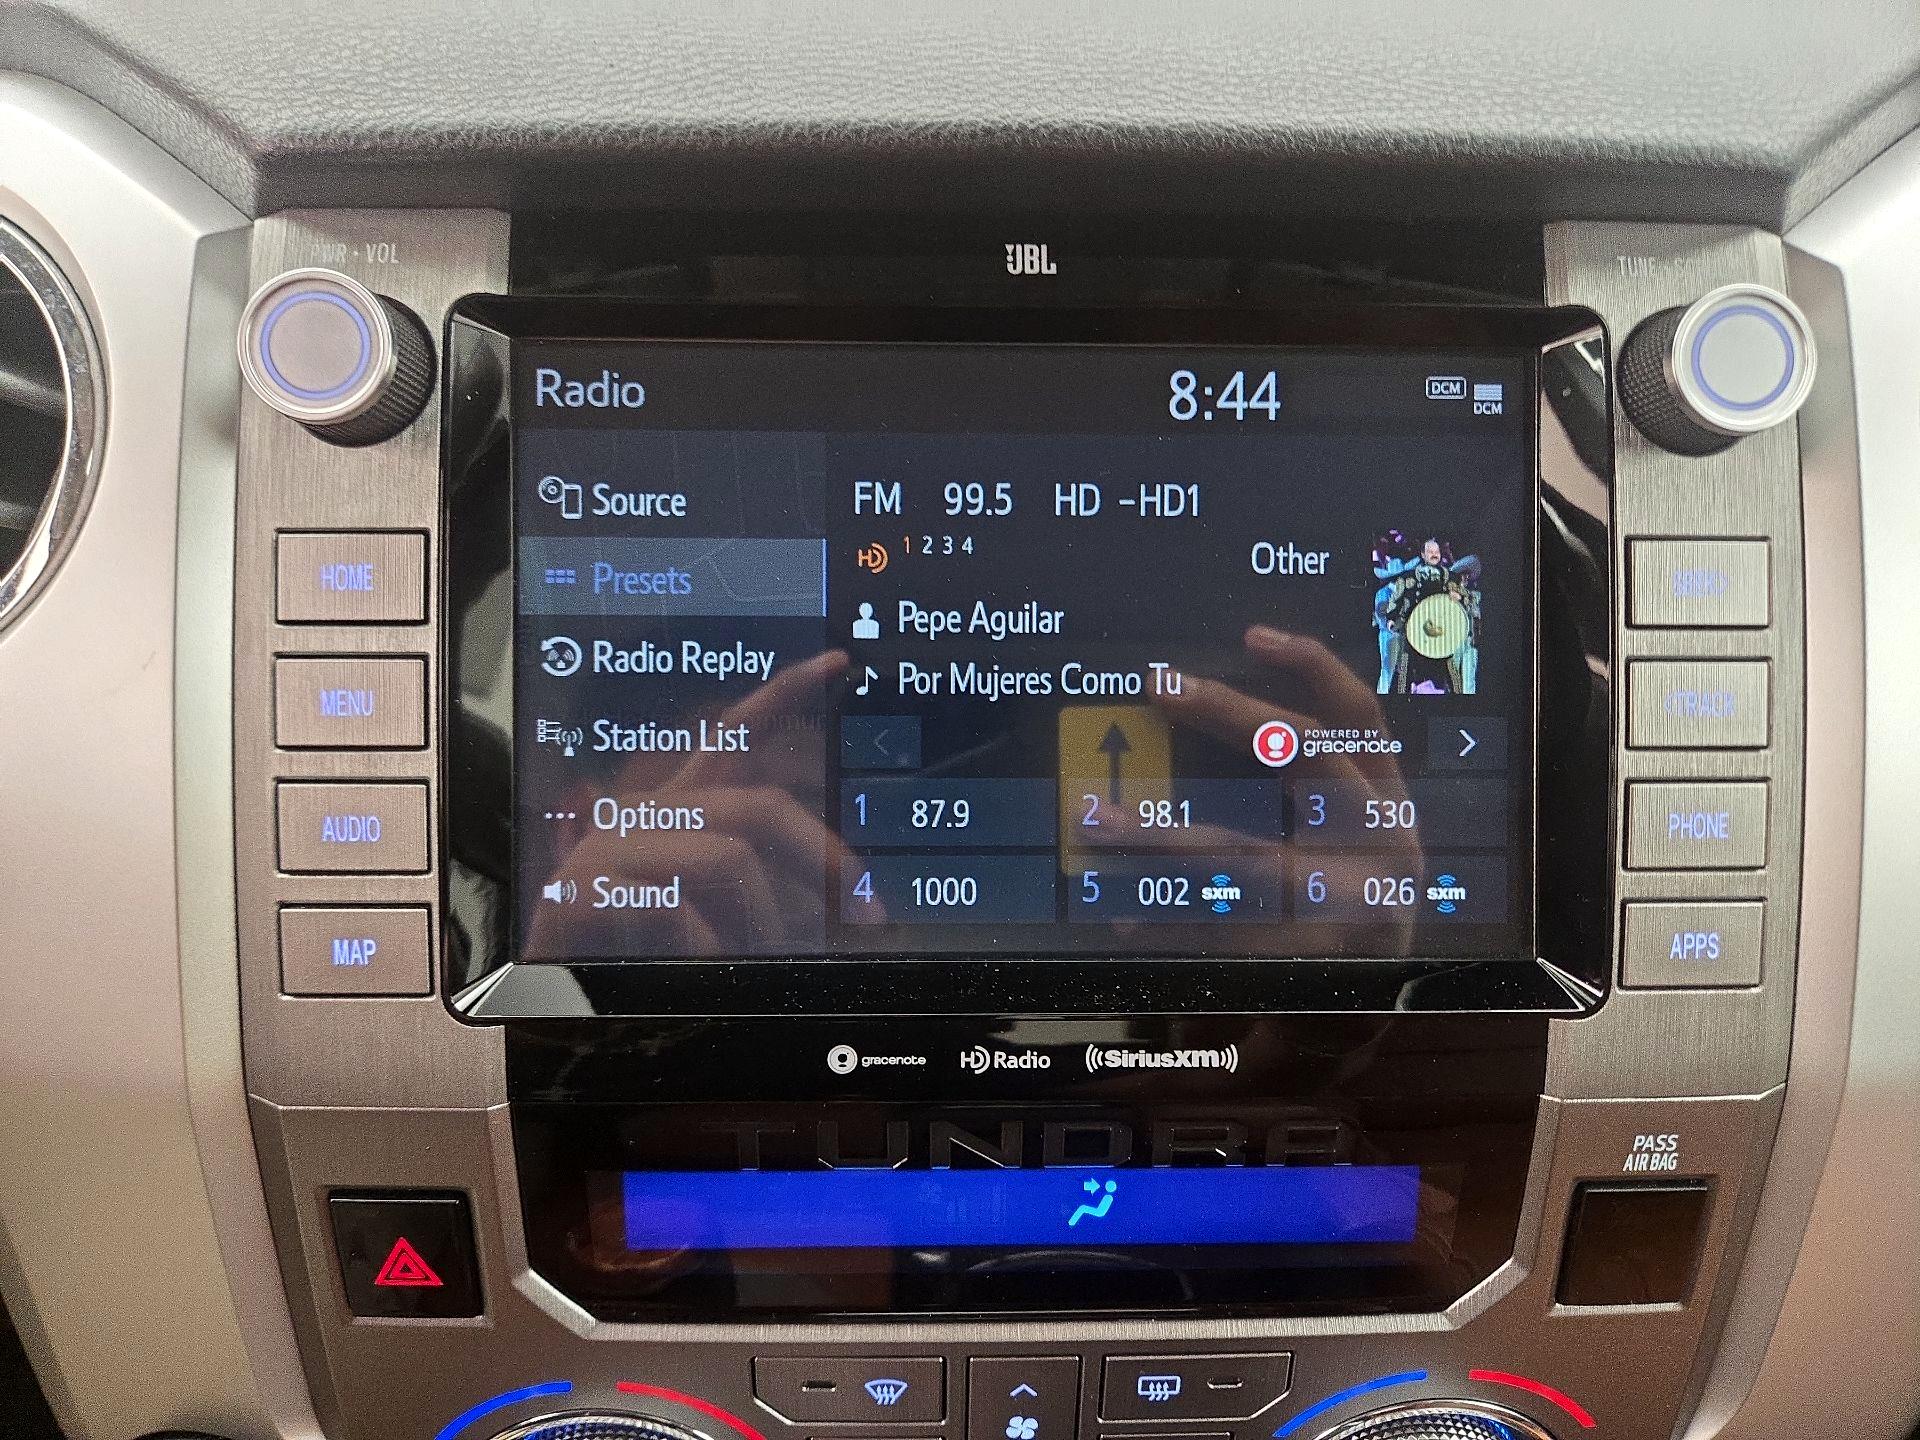 PWR · VOL
JBL
Radio
8:44
DCM
DCM
Source
FM 99.5 HD -HD1
HD 1 2 3 4
Other
HOME
Presets
Pepe Aguilar
Radio Replay
Por Mujeres Como Tu
MENU
TRACK
Station List
POWERED BY
gracenote
AUDIO
Options
1 87.9
2 98.1
3 530
PHONE
MAP
Sound
4 1000
5 002 sxm
6 026 sxm
APPS
gracenote
HD Radio
((SiriusXM))
TUNDRA
PASS
AIR BAG